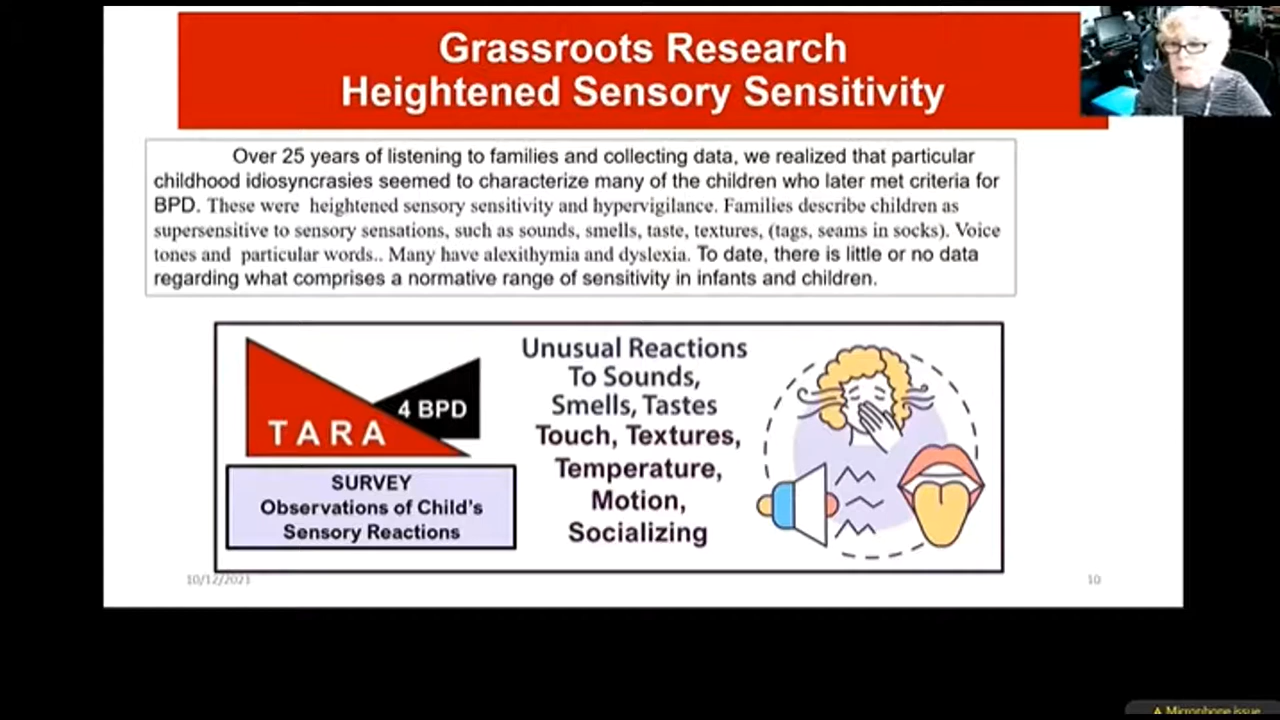 Grassroots Research
Heightened Sensory Sensitivity
Over 25 years of listening to families and collecting data, we realized that particular
childhood idiosyncrasies seemed to characterize many of the children who later met criteria for
BPD. These were heightened sensory sensitivity and hypervigilance. Families describe children as
supersensitive to sensory sensations, such as sounds, smells, taste, textures, (tags, seams in socks). Voice
tones and particular words.. Many have alexithymia and dyslexia. To date, there is little or no data
regarding what comprises a normative range of sensitivity in infants and children.
TARA
4 BPD
SURVEY
Observations of Child's
Sensory Reactions
Unusual Reactions
To Sounds,
Smells, Tastes
Touch, Textures,
Temperature,
Motion,
Socializing
10/12/2021
10
Microphone issue